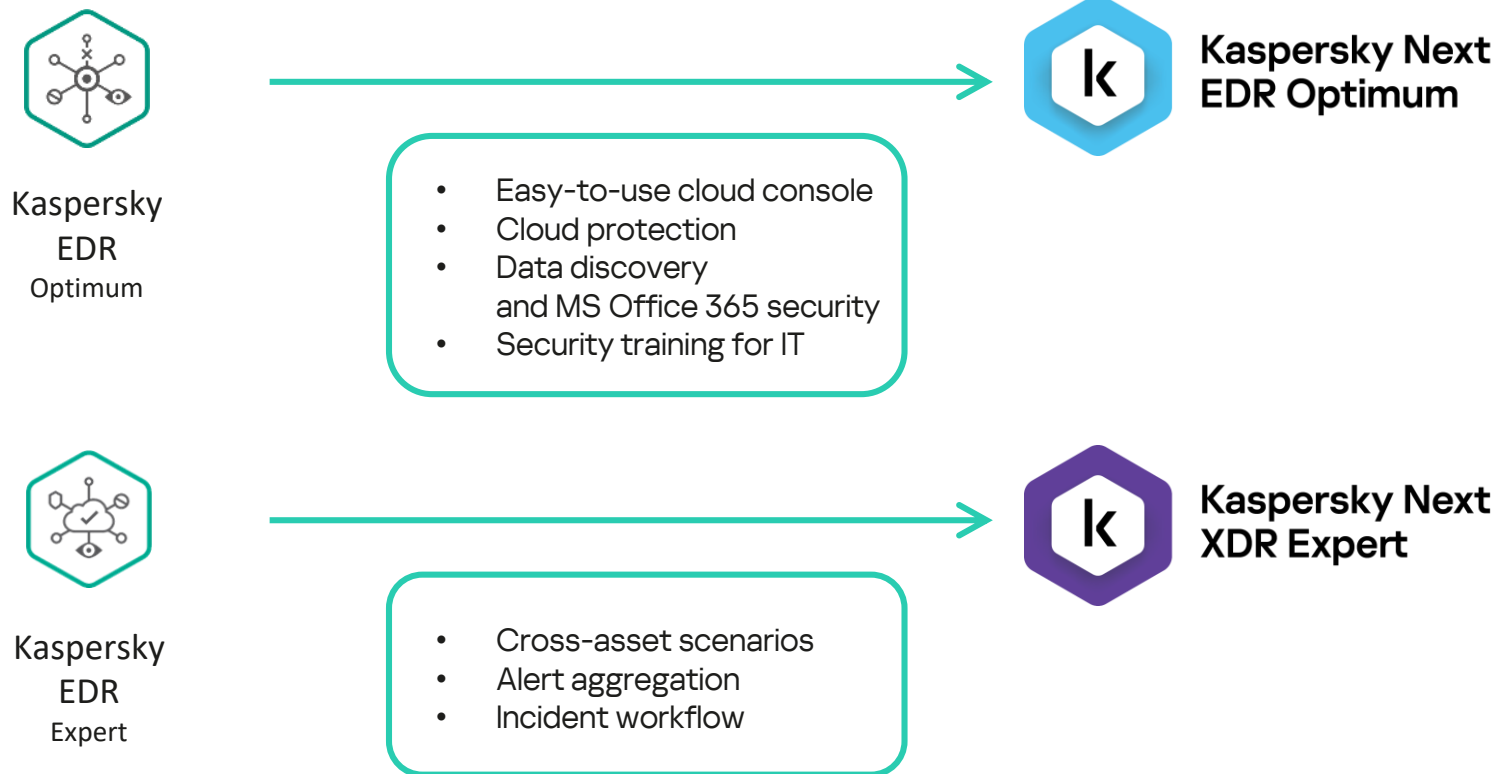 Kaspersky
EDR
Optimum
• Easy-to-use cloud console
• Cloud protection
• Data discovery
and MS Office 365 security
• Security training for IT
k
Kaspersky Next
EDR Optimum
Kaspersky
EDR
Expert
• Cross-asset scenarios
• Alert aggregation
• Incident workflow
k
Kaspersky Next
XDR Expert